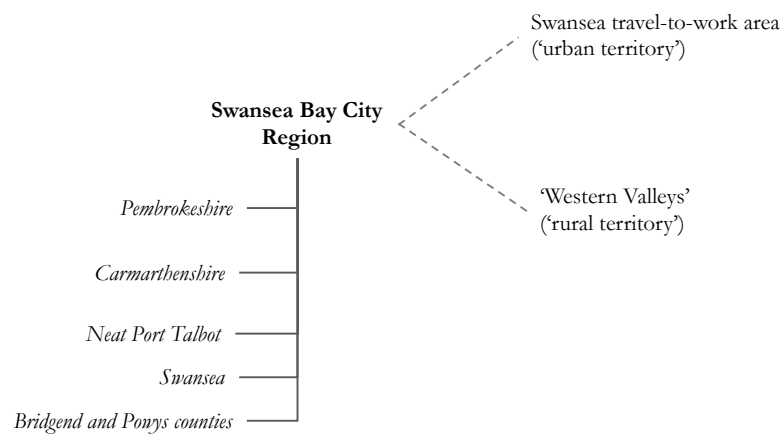 Swansea travel-to-work area
(‘urban territory’)
Swansea Bay City
Region
‘Western Valleys’
(‘rural territory’)
Pembrokeshire
Carmarthenshire
Neat Port Talbot
Swansea
Bridgend and Powys counties